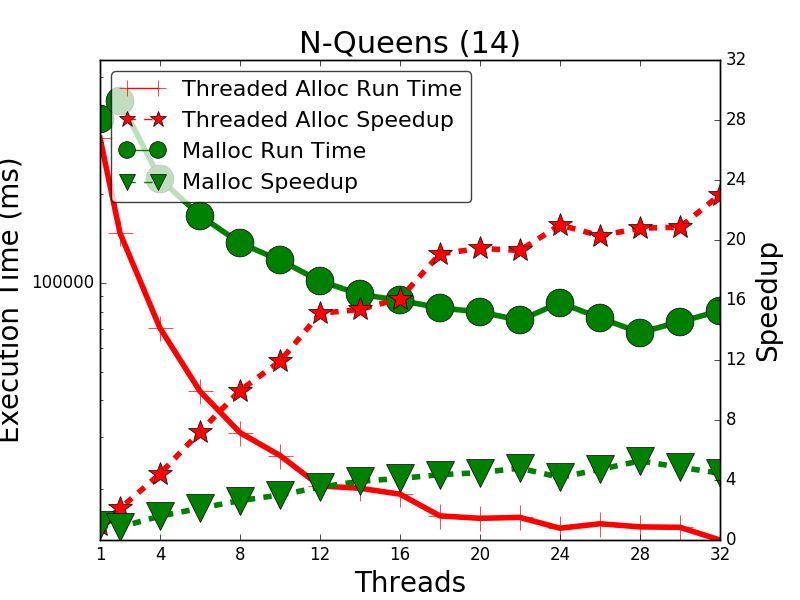 N-Queens (14)
Threaded Alloc Run Time
Threaded Alloc Speedup
Malloc Run Time
Malloc Speedup
Execution Time (ms)
100000
32
28
24
20
16
12
8
4
0
Speedup
1 4 8 12 16 20 24 28 32
Threads